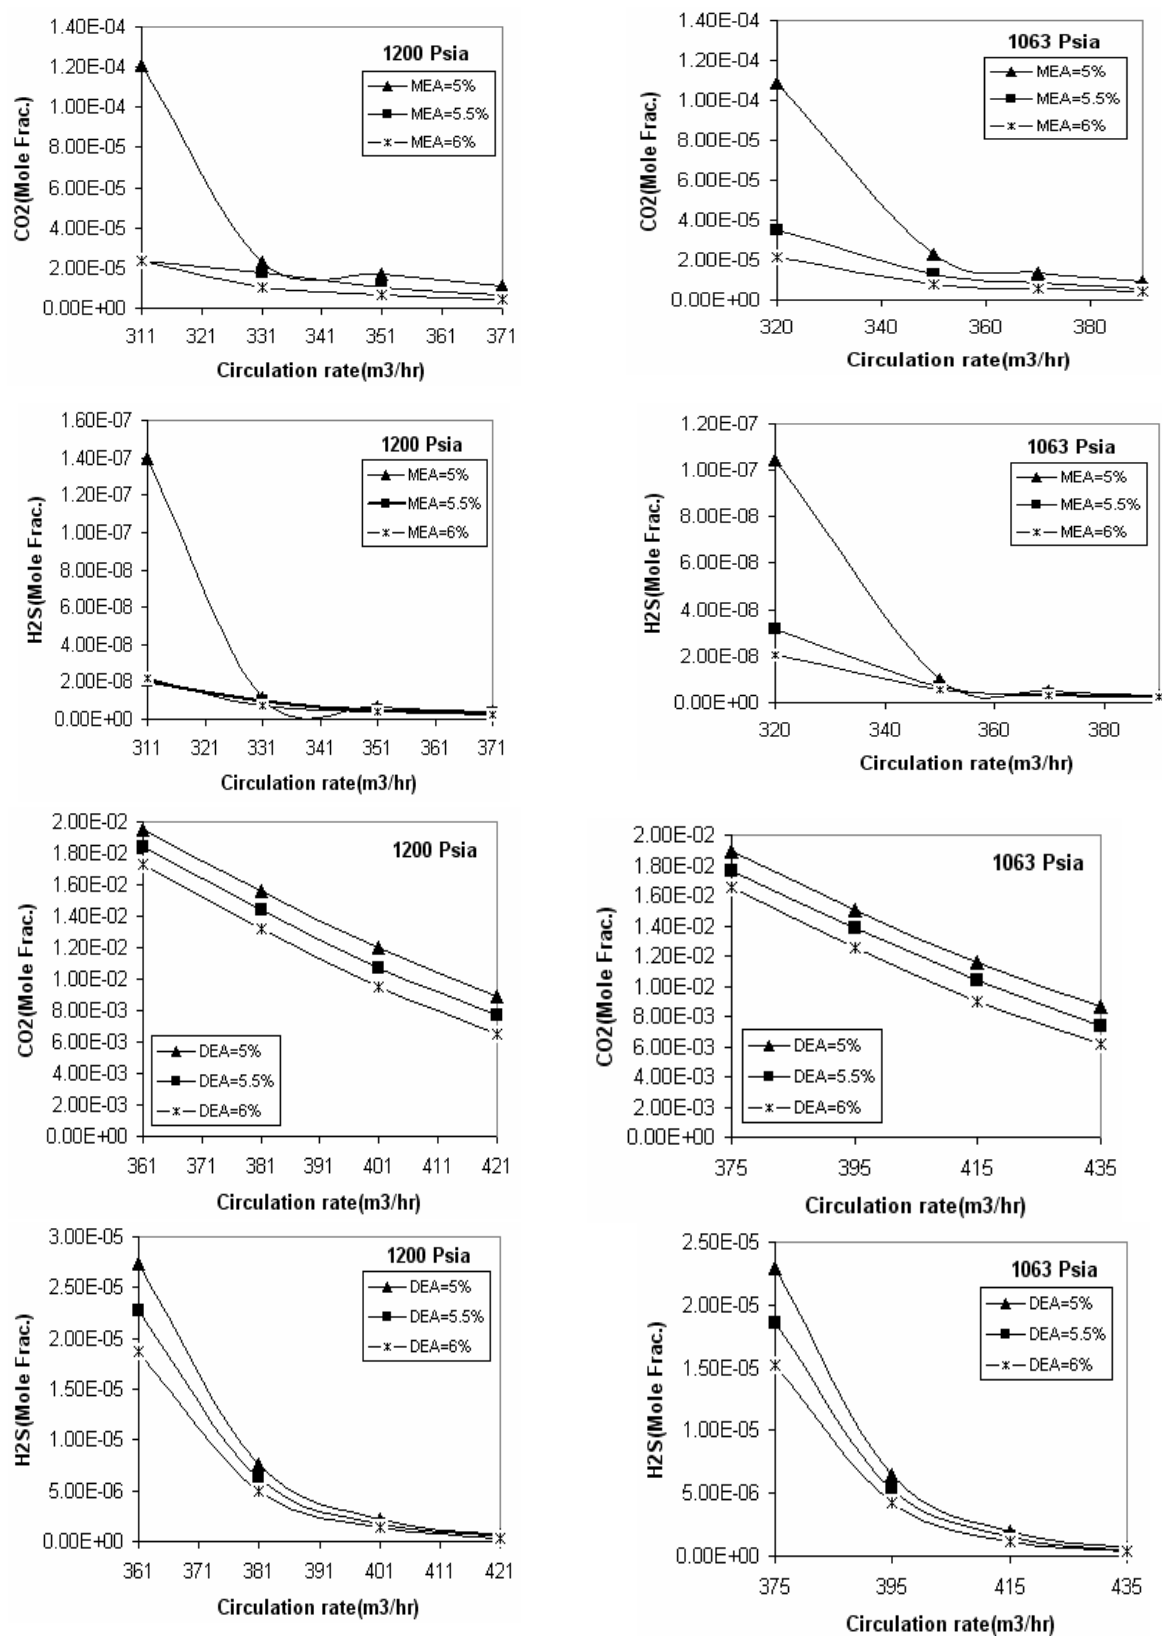 1.40E-04
1.20E-04
1.00E-04
8.00E-05
6.00E-05
4.00E-05
2.00E-05
0.00E+00
CO2(Mole Frac.)
1200 Psia
MEA=5%
MEA=5.5%
MEA=6%
311 321 331 341 351 361 371
Circulation rate(m3/hr)
1.40E-04
1.20E-04
1.00E-04
8.00E-05
6.00E-05
4.00E-05
2.00E-05
0.00E+00
CO2(Mole Frac.)
1063 Psia
MEA=5%
MEA=5.5%
MEA=6%
320 340 360 380
Circulation rate(m3/hr)
1.60E-07
1.40E-07
1.20E-07
1.00E-07
8.00E-08
6.00E-08
4.00E-08
2.00E-08
0.00E+00
H2S(Mole Frac.)
1200 Psia
MEA=5%
MEA=5.5%
MEA=6%
311 321 331 341 351 361 371
Circulation rate(m3/hr)
1.20E-07
1.00E-07
8.00E-08
6.00E-08
4.00E-08
2.00E-08
0.00E+00
H2S(Mole Frac.)
1063 Psia
MEA=5%
MEA=5.5%
MEA=6%
320 340 360 380
Circulation rate(m3/hr)
2.00E-02
1.80E-02
1.60E-02
1.40E-02
1.20E-02
1.00E-02
8.00E-03
6.00E-03
4.00E-03
2.00E-03
0.00E+00
CO2(Mole Frac.)
1200 Psia
DEA=5%
DEA=5.5%
DEA=6%
361 371 381 391 401 411 421
Circulation rate(m3/hr)
2.00E-02
1.80E-02
1.60E-02
1.40E-02
1.20E-02
1.00E-02
8.00E-03
6.00E-03
4.00E-03
2.00E-03
0.00E+00
CO2(Mole Frac.)
1063 Psia
DEA=5%
DEA=5.5%
DEA=6%
375 395 415 435
Circulation rate(m3/hr)
3.00E-05
2.50E-05
2.00E-05
1.50E-05
1.00E-05
5.00E-06
0.00E+00
H2S(Mole Frac.)
1200 Psia
DEA=5%
DEA=5.5%
DEA=6%
361 371 381 391 401 411 421
Circulation rate(m3/hr)
2.50E-05
2.00E-05
1.50E-05
1.00E-05
5.00E-06
0.00E+00
H2S(Mole Frac.)
1063 Psia
DEA=5%
DEA=5.5%
DEA=6%
375 395 415 435
Circulation rate(m3/hr)